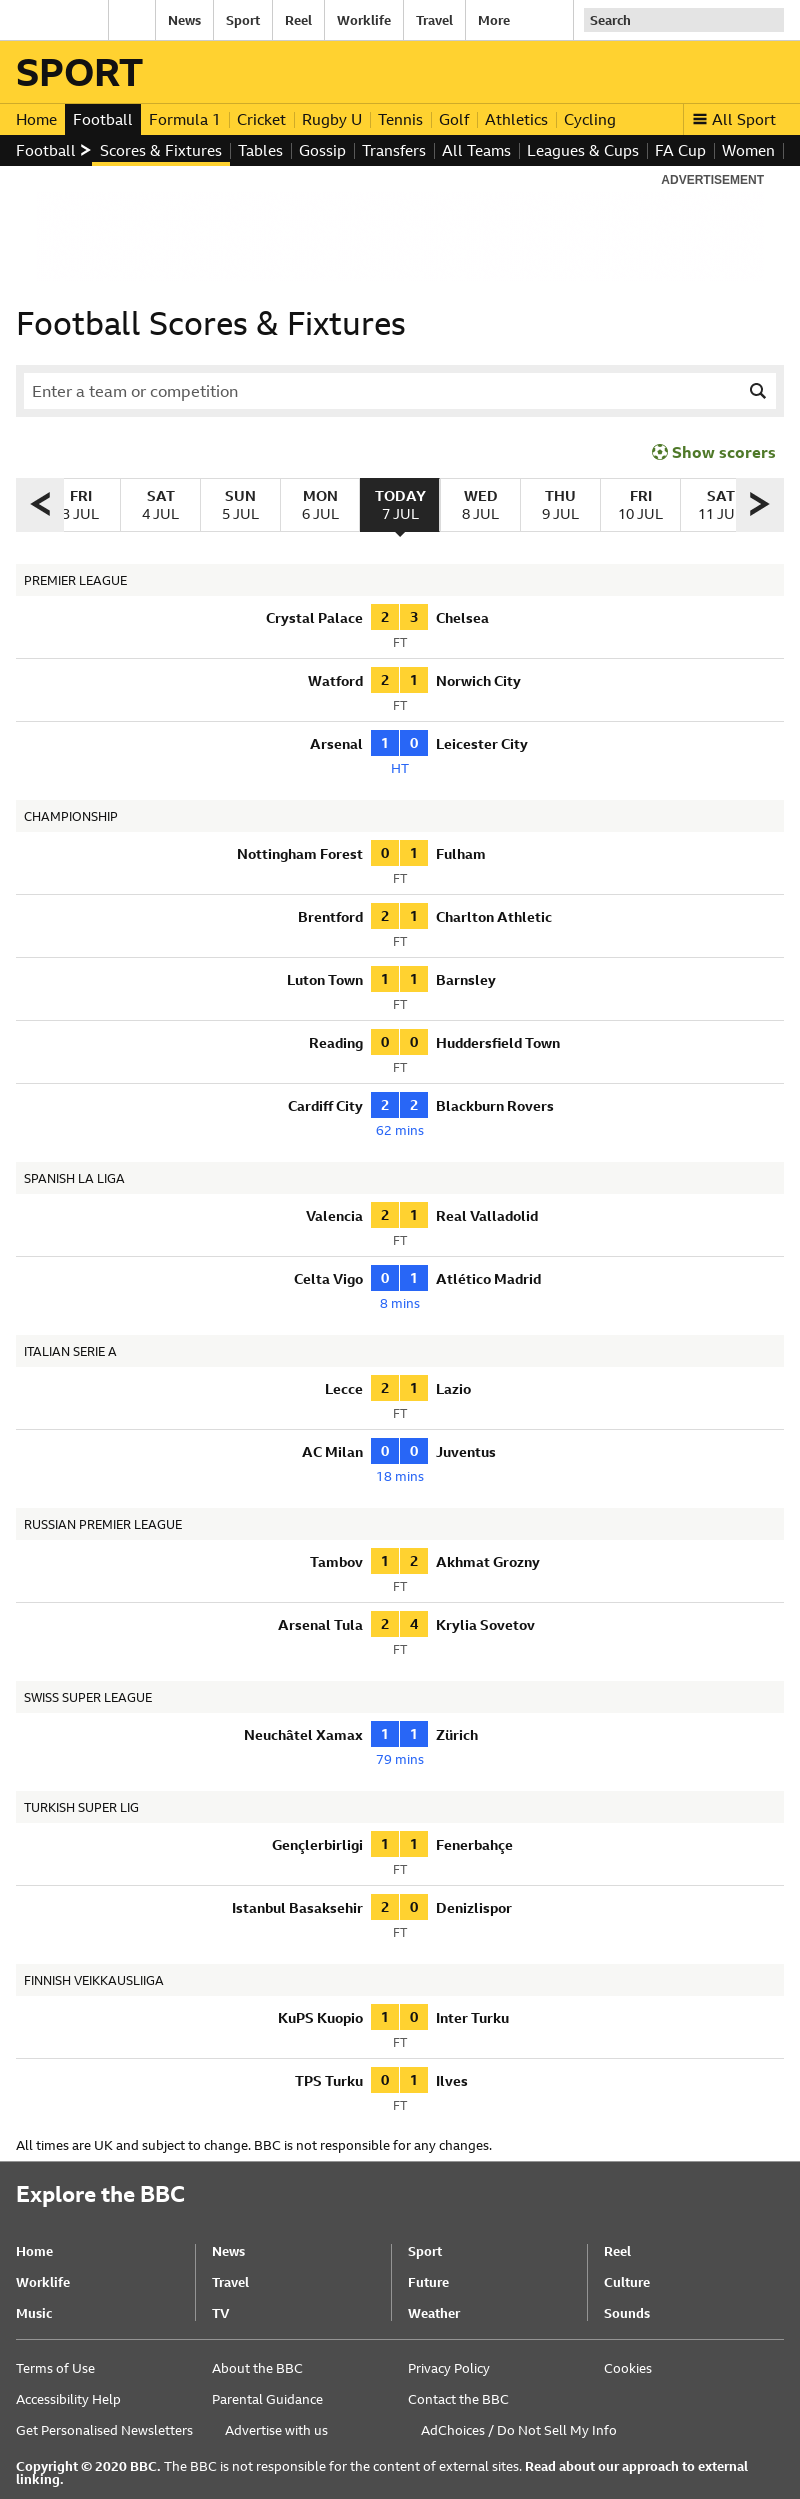 News Sport Reel Worklife Travel More Search
SPORT
Home Football Formula 1 Cricket Rugby U Tennis Golf Athletics Cycling All Sport
Football Scores & Fixtures Tables Gossip Transfers All Teams Leagues & Cups FA Cup Women
ADVERTISEMENT
Football Scores & Fixtures
Enter a team or competition
Show scorers
FRI SAT SUN MON TODAY WED THU FRI SAT
3 JUL 4 JUL 5 JUL 6 JUL 7 JUL 8 JUL 9 JUL 10 JUL 11 JU
PREMIER LEAGUE
Crystal Palace 2 3 Chelsea
FT
Watford 2 1 Norwich City
FT
Arsenal 1 0 Leicester City
HT
CHAMPIONSHIP
Nottingham Forest 0 1 Fulham
FT
Brentford 2 1 Charlton Athletic
FT
Luton Town 1 1 Barnsley
FT
Reading 0 0 Huddersfield Town
FT
Cardiff City 2 2 Blackburn Rovers
62 mins
SPANISH LA LIGA
Valencia 2 1 Real Valladolid
FT
Celta Vigo 0 1 Atlético Madrid
8 mins
ITALIAN SERIE A
Lecce 2 1 Lazio
FT
AC Milan 0 0 Juventus
18 mins
RUSSIAN PREMIER LEAGUE
Tambov 1 2 Akhmat Grozny
FT
Arsenal Tula 2 4 Krylia Sovetov
FT
SWISS SUPER LEAGUE
Neuchâtel Xamax 1 1 Zürich
79 mins
TURKISH SUPER LIG
Gençlerbirligi 1 1 Fenerbahçe
FT
Istanbul Basaksehir 2 0 Denizlispor
FT
FINNISH VEIKKAUSLIIGA
KuPS Kuopio 1 0 Inter Turku
FT
TPS Turku 0 1 Ilves
FT
All times are UK and subject to change. BBC is not responsible for any changes.
Explore the BBC
Home News Sport Reel
Worklife Travel Future Culture
Music TV Weather Sounds
Terms of Use About the BBC Privacy Policy Cookies
Accessibility Help Parental Guidance Contact the BBC
Get Personalised Newsletters Advertise with us AdChoices / Do Not Sell My Info
Copyright © 2020 BBC. The BBC is not responsible for the content of external sites. Read about our approach to external
linking.